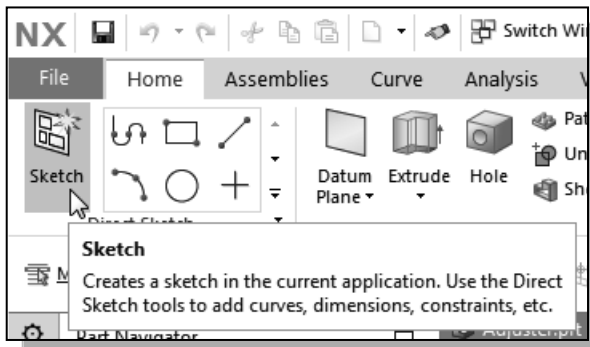 NX Switch Wi
File Home Assemblies Curve Analysis
Sketch
Datum Plane Extrude Hole
Pat
Un
Sh
Direct Sketch
Sketch
Creates a sketch in the current application. Use the Direct
Sketch tools to add curves, dimensions, constraints, etc.
M
Part Navigator
Adjuster.prt